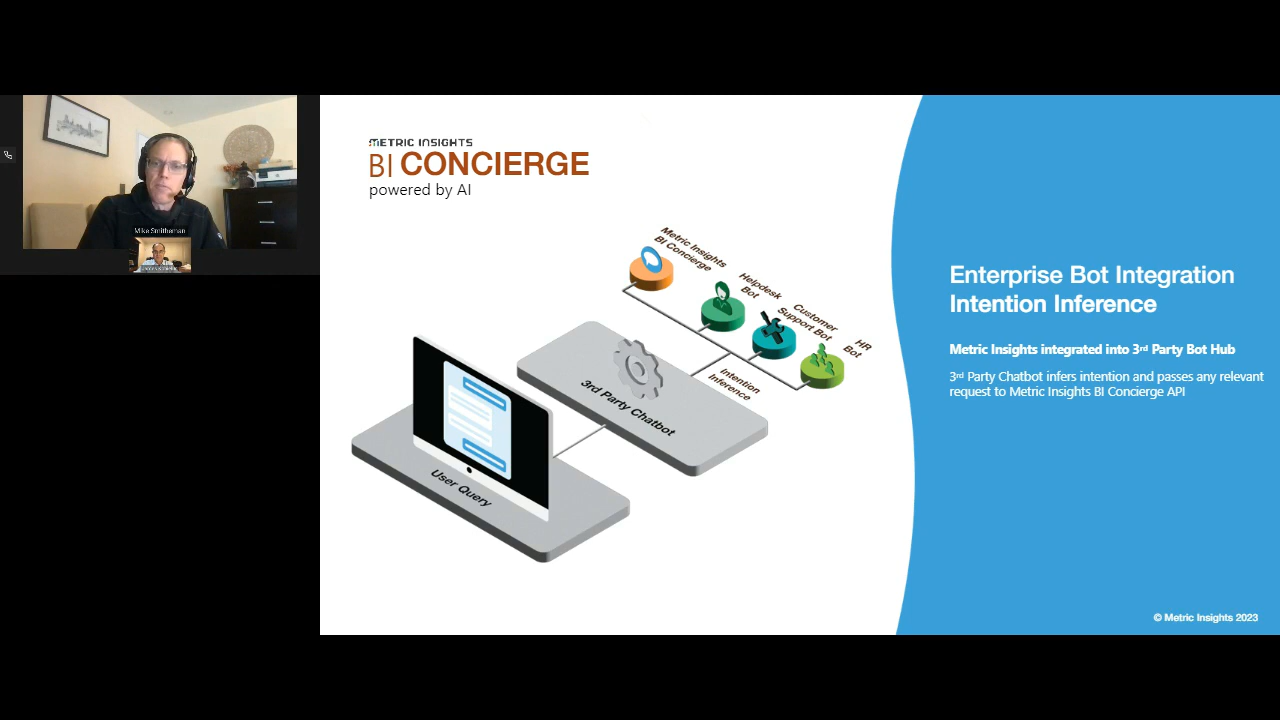 Mike Smitheman
METRIC INSIGHTS
BI CONCIERGE
powered by AI
Metric Insights
BI Concierge
Helpdesk
Bot
Customer
Support Bot
HR
Bot
Intention
Inference
3rd Party Chatbot
User Query
Enterprise Bot Integration
Intention Inference
Metric Insights integrated into 3rd Party Bot Hub
3rd Party Chatbot infers intention and passes any relevant
request to Metric Insights BI Concierge API
© Metric Insights 2023